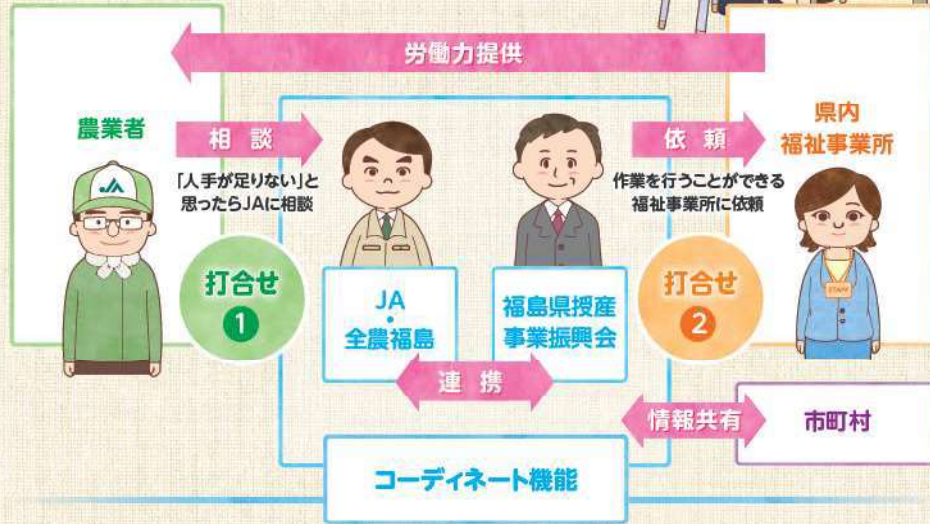 労働力提供
農業者
相談
「人手が足りない」と
思ったらJAに相談
JA
打合せ
1
JA
・
全農福島
福島県授産
事業振興会
連携
依頼
作業を行うことができる
福祉事業所に依頼
打合せ
2
県内
福祉事業所
STAFF
情報共有
市町村
コーディネート機能